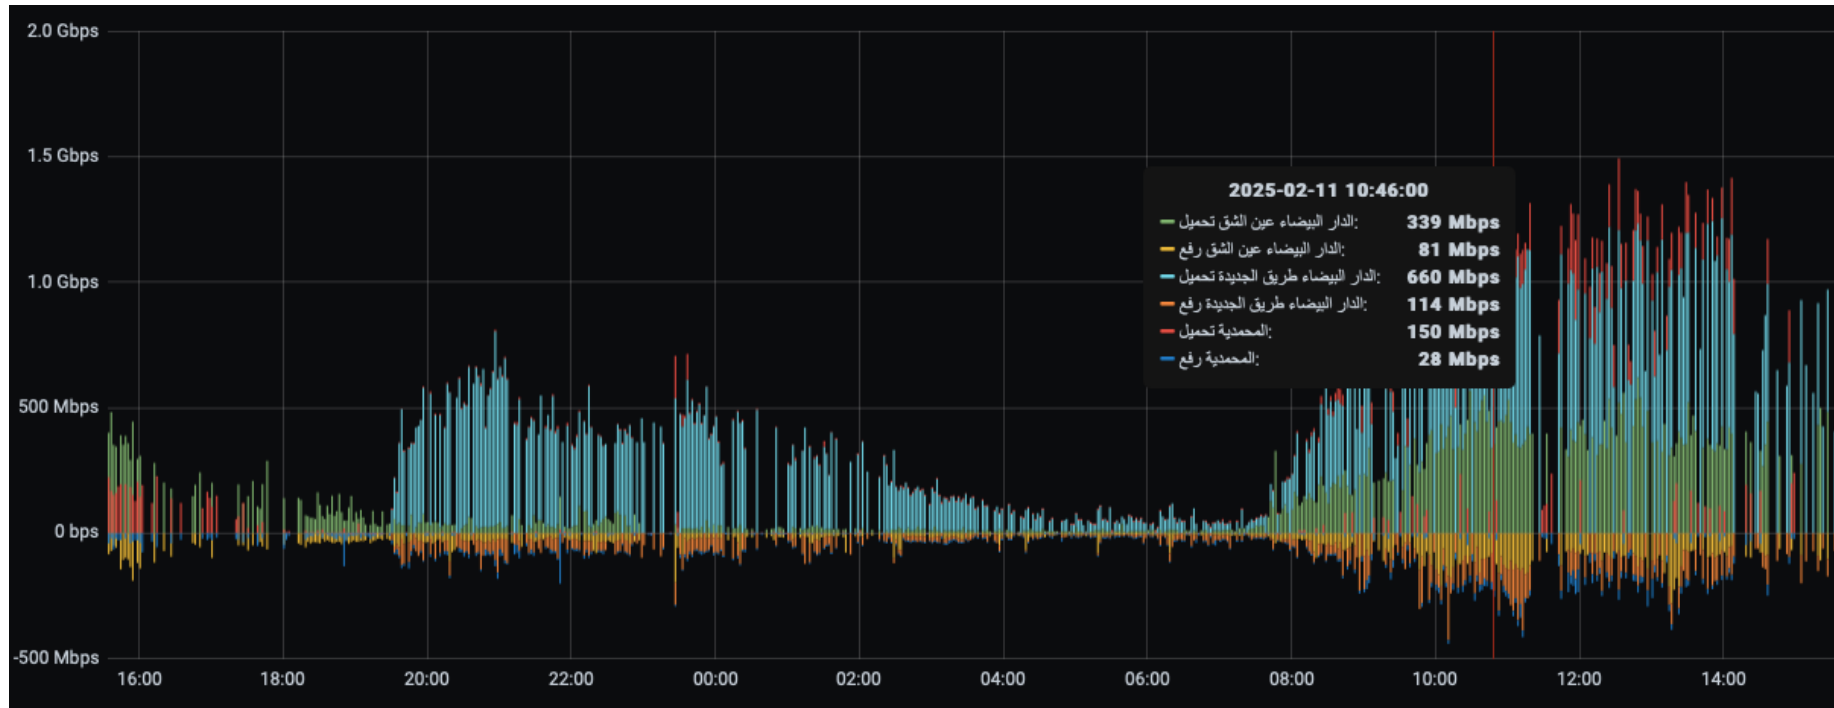 2.0 Gbps
1.5 Gbps
1.0 Gbps
500 Mbps
0 bps
-500 Mbps
2025-02-11 10:46:00
الدار البيضاء عين الشق تحميل: 339 Mbps
الدار البيضاء عين الشق رفع: 81 Mbps
الدار البيضاء طريق الجديدة تحميل: 660 Mbps
الدار البيضاء طريق الجديدة رفع: 114 Mbps
المحمدية تحميل: 150 Mbps
المحمدية رفع: 28 Mbps
16:00 18:00 20:00 22:00 00:00 02:00 04:00 06:00 08:00 10:00 12:00 14:00